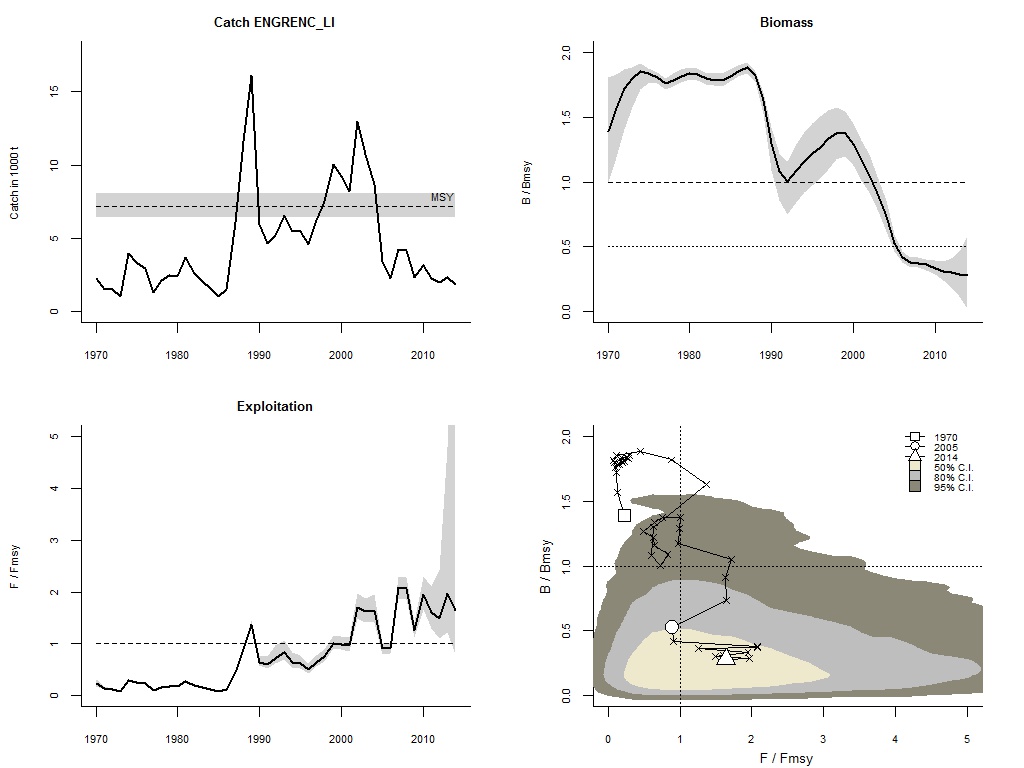 Catch ENGRENC_LI
Catch in 1000 t
15
10
5
0
MSY
1970 1980 1990 2000 2010
Biomass
B / Bmsy
2.0
1.5
1.0
0.5
0.0
1970 1980 1990 2000 2010
Exploitation
F / Fmsy
5
4
3
2
1
0
1970 1980 1990 2000 2010
B / Bmsy
2.0
1.5
1.0
0.5
0.0
1970
2005
2014
50% C.I.
80% C.I.
95% C.I.
0 1 2 3 4 5
F / Fmsy